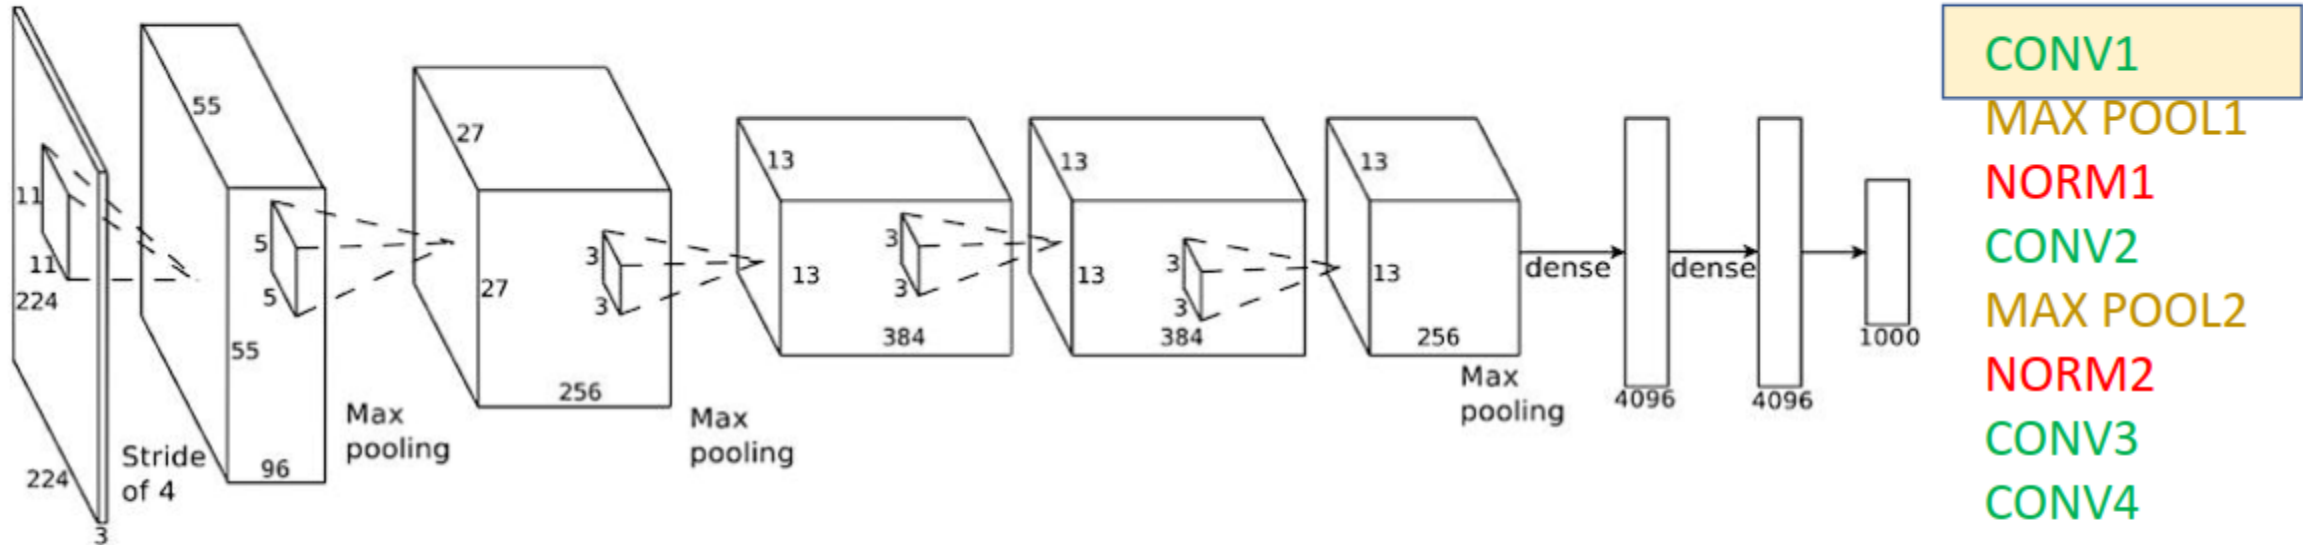 11
11
224
224
3
Stride
of 4
55
5
5
55
96
Max
pooling
27
27
256
3
3
Max
pooling
13
13
384
3
3
13
13
384
3
3
13
13
256
Max
pooling
dense
4096
dense
4096
1000
CONV1
MAX POOL1
NORM1
CONV2
MAX POOL2
NORM2
CONV3
CONV4